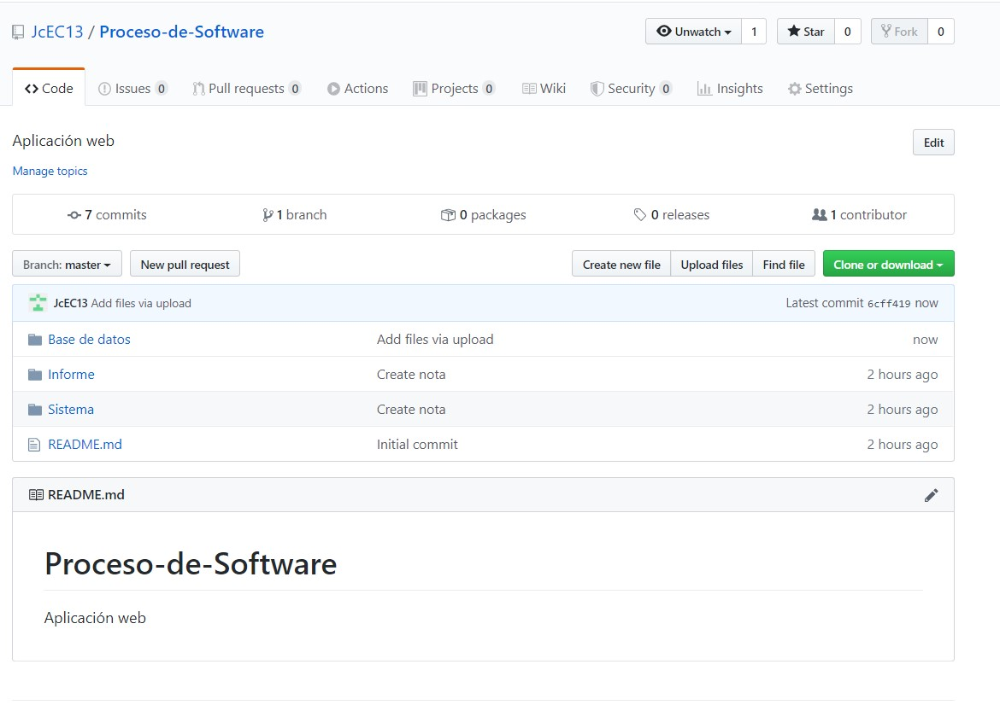 JcEC13 / Proceso-de-Software Unwatch 1 Star 0 Fork 0
Code Issues 0 Pull requests 0 Actions Projects 0 Wiki Security 0 Insights Settings
Aplicación web Edit
Manage topics
7 commits 1 branch 0 packages 0 releases 1 contributor
Branch: master New pull request Create new file Upload files Find file Clone or download
JcEC13 Add files via upload Latest commit 6cff419 now
Base de datos Add files via upload now
Informe Create nota 2 hours ago
Sistema Create nota 2 hours ago
README.md Initial commit 2 hours ago
README.md
Proceso-de-Software
Aplicación web